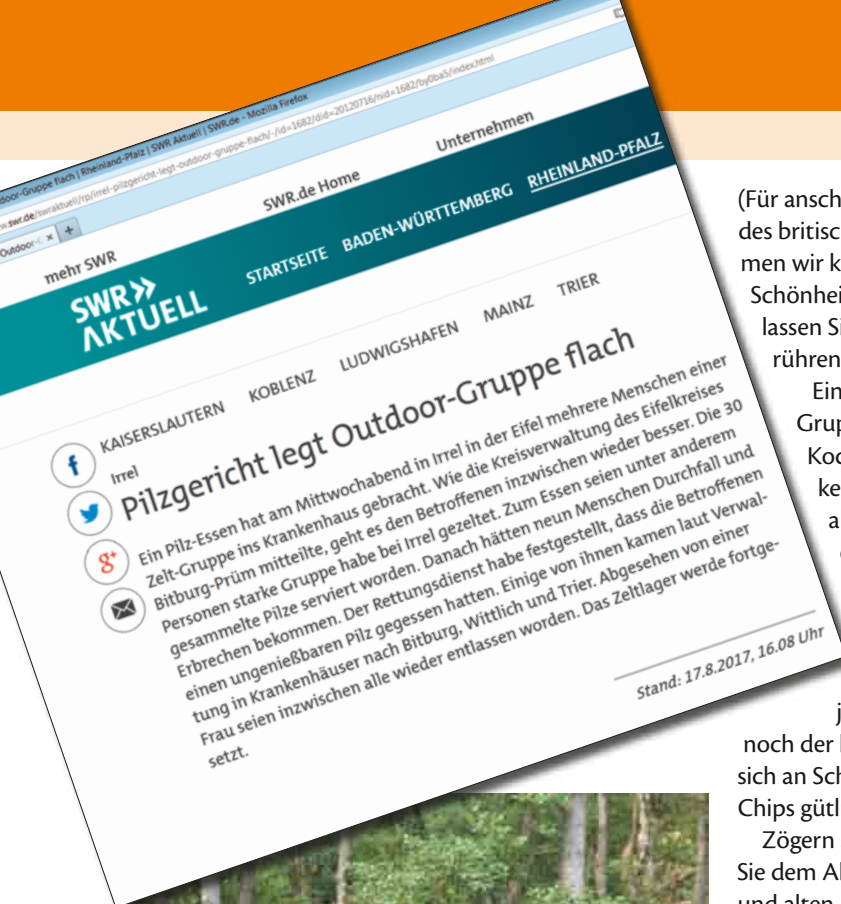 door-Gruppe flach | Rheinland-Pfalz | SWR Aktuell | SWR.de - Mozilla Firefox
swr.de/swraktuell/rp/irrel-pilzgericht-legt-outdoor-gruppe-flach/-/id=1682/did=20120716/nid=1682/by0ba5/index.html
Outdoor-G x +
mehr SWR
SWR.de Home
Unternehmen
SWR»
AKTUELL
STARTSEITE BADEN-WÜRTTEMBERG RHEINLAND-PFALZ
KAISERSLAUTERN KOBLENZ LUDWIGSHAFEN MAINZ TRIER
f
g+
Irrel
Pilzgericht legt Outdoor-Gruppe flach
Ein Pilz-Essen hat am Mittwochabend in Irrel in der Eifel mehrere Menschen einer
Zelt-Gruppe ins Krankenhaus gebracht. Wie die Kreisverwaltung des Eifelkreises
Bitburg-Prüm mitteilte, geht es den Betroffenen inzwischen wieder besser. Die 30
Personen starke Gruppe habe bei Irrel gezeltet. Zum Essen seien unter anderem
gesammelte Pilze serviert worden. Danach hätten neun Menschen Durchfall und
Erbrechen bekommen. Der Rettungsdienst habe festgestellt, dass die Betroffenen
einen ungenießbaren Pilz gegessen hatten. Einige von ihnen kamen laut Verwal-
tung in Krankenhäuser nach Bitburg, Wittlich und Trier. Abgesehen von einer
Frau seien inzwischen alle wieder entlassen worden. Das Zeltlager werde fortge-
setzt.
Stand: 17.8.2017, 16.08 Uhr
(Für ansch
des britisc
men wir k
Schönhei
lassen Si
rühren
Ein
Grup
Koc
ke
a
j
noch der
sich an Sch
Chips gütl
Zögern
Sie dem Al
und alten